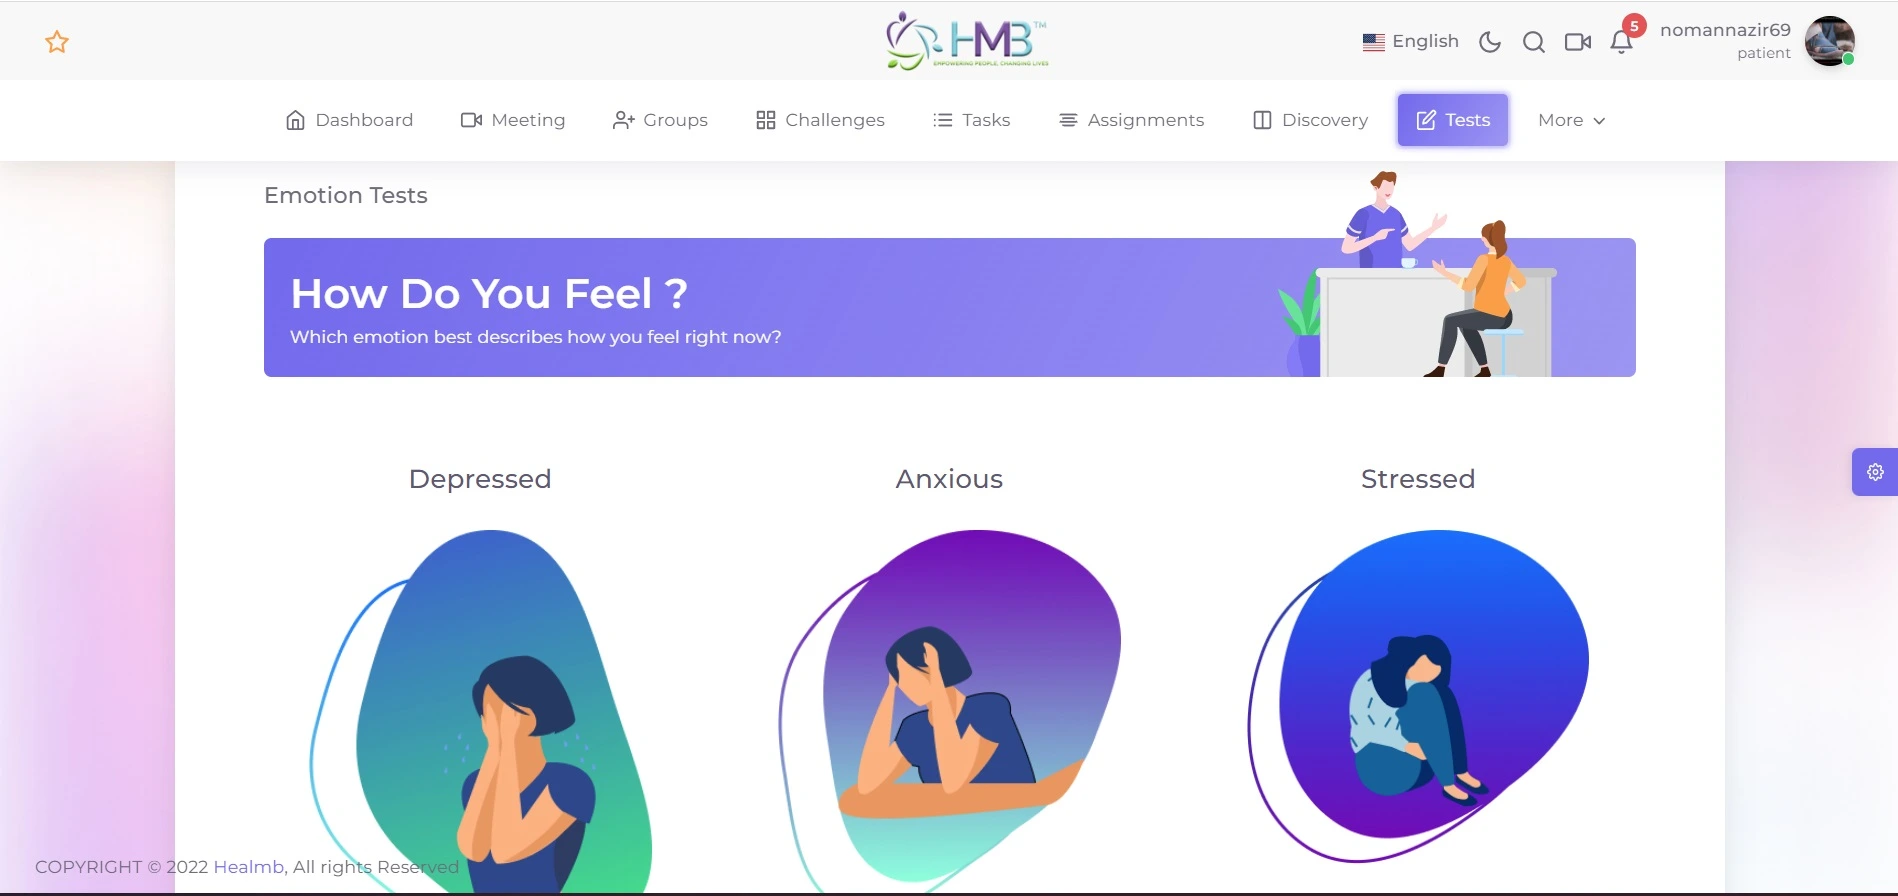 HMB™
EMPOWERING PEOPLE, CHANGING LIVES
English
5
nomannazir69
patient
Dashboard
Meeting
Groups
Challenges
Tasks
Assignments
Discovery
Tests
More
Emotion Tests
How Do You Feel ?
Which emotion best describes how you feel right now?
Depressed
Anxious
Stressed
COPYRIGHT © 2022 Healmb, All rights Reserved